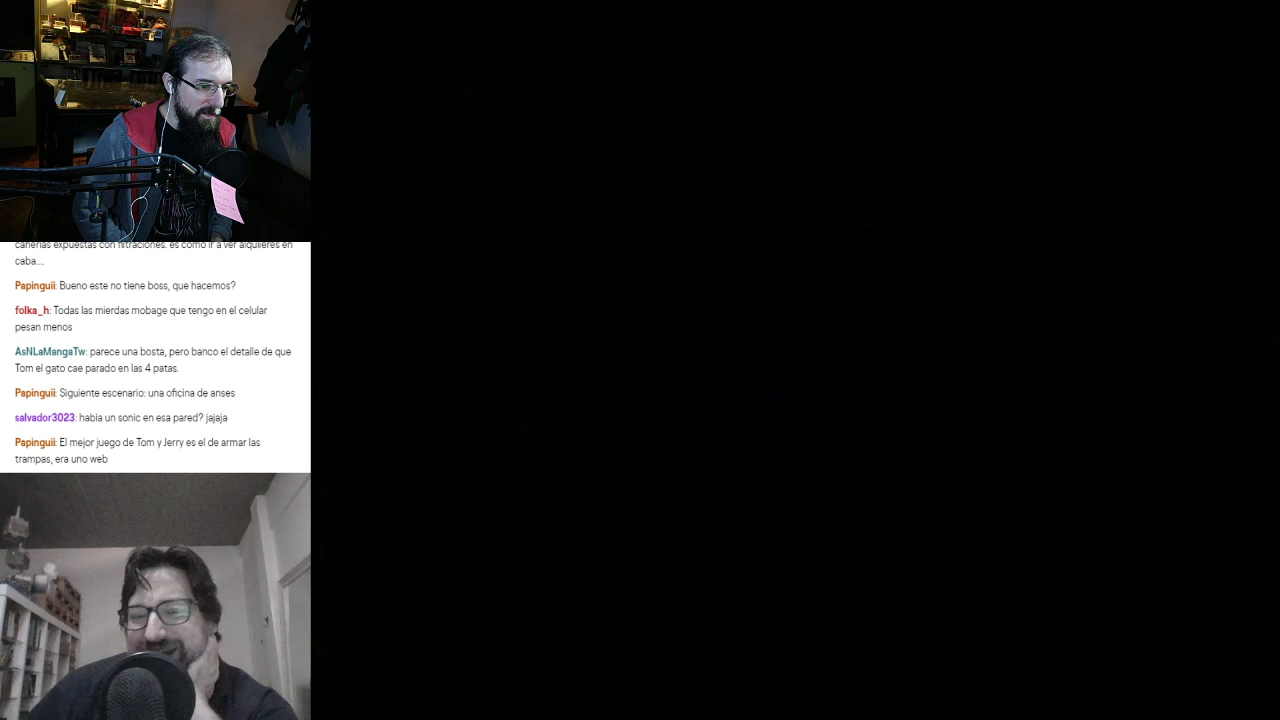 cañerias expuestas con filtraciones. es como ir a ver alquileres en
caba....
Papinguii: Bueno este no tiene boss, que hacemos?
folka_h: Todas las mierdas mobage que tengo en el celular
pesan menos
AsNLaMangaTw: parece una bosta, pero banco el detalle de que
Tom el gato cae parado en las 4 patas.
Papinguii: Siguiente escenario: una oficina de anses
salvador3023: habia un sonic en esa pared? jajaja
Papinguii: El mejor juego de Tom y Jerry es el de armar las
trampas, era uno web